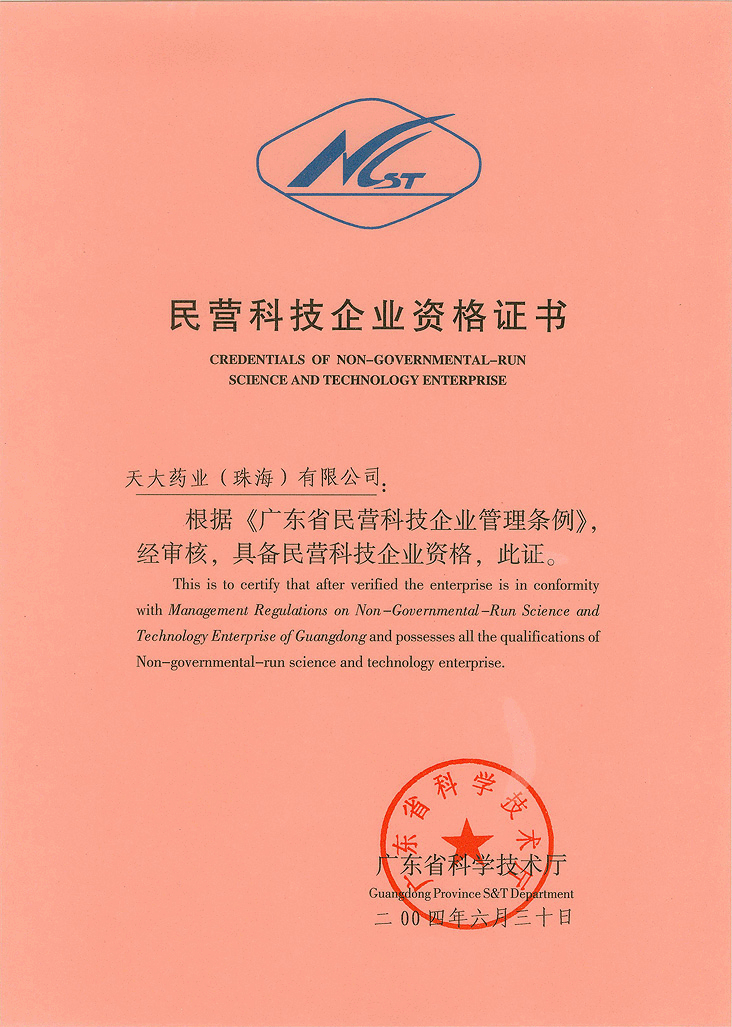 NCST
民营科技企业资格证书
CREDENTIALS OF NON–GOVERNMENTAL–RUN
SCIENCE AND TECHNOLOGY ENTERPRISE
天大药业（珠海）有限公司：
根据《广东省民营科技企业管理条例》，
经审核，具备民营科技企业资格，此证。
This is to certify that after verified the enterprise is in conformity
with Management Regulations on Non–Governmental–Run Science and
Technology Enterprise of Guangdong and possesses all the qualifications of
Non–governmental–run science and technology enterprise.
广东省科学技术厅
广东省科学技术厅
Guangdong Province S&T Department
二00四年六月三十日